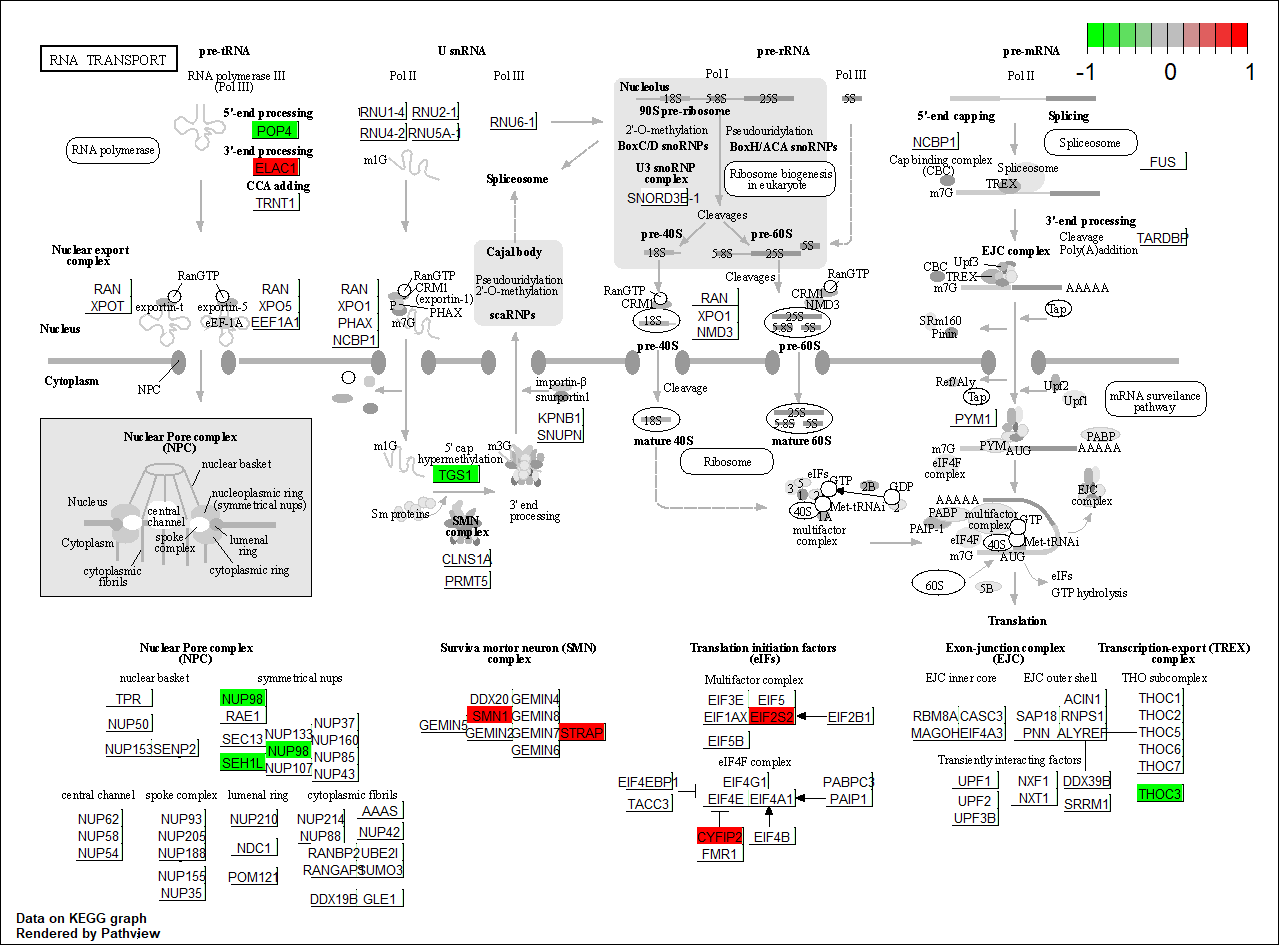 RNA TRANSPORT
pre-tRNA
RNA polymerase III
(Pol III)
5'-end processing
POP4
3'-end processing
ELAC1
CCA adding
TRNT1
RNA polymerase
Nuclear export
complex
RanGTP
exportin-t
exportin-5
eEF-1A
RAN
XPOT
RAN
XPO5
EEF1A1
Nucleus
Cytoplasm
NPC
U snRNA
Pol II
Pol III
RNU1-4
RNU2-1
RNU4-2
RNU5A-1
RNU6-1
m1G
Spliceosome
Cajal body
Pseudouridylation
2'-O-methylation
scaRNPs
RanGTP
CRM1
(exportin-1)
P
PHAX
m7G
RAN
XPO1
PHAX
NCBP1
importin-β
snurportin1
KPNB1
SNUPN
m1G
5' cap
hypermethylation
TGS1
m3G
Sm proteins
SMN
complex
3' end
processing
CLNS1A
PRMT5
pre-rRNA
Pol I
Pol III
Nucleolus
18S
5.8S
25S
5S
90S pre-ribosome
2'-O-methylation
BoxC/D snoRNPs
Pseudouridylation
BoxH/ACA snoRNPs
U3 snoRNP
complex
SNORD3B-1
Ribosome biogenesis
in eukaryote
Cleavages
pre-40S
pre-60S
18S
5.8S
25S
5S
Cleavages
RanGTP
CRM1
18S
RAN
XPO1
NMD3
RanGTP
CRM1
NMD3
25S
5.8S
5S
pre-40S
pre-60S
Cleavage
18S
25S
5.8S
5S
mature 40S
mature 60S
Ribosome
eIFs
3
5
1
GTP
2B
GDP
Met-tRNAi
40S
1A
multifactor
complex
pre-mRNA
Pol II
5'-end capping
Splicing
NCBP1
Cap binding complex
(CBC)
m7G
Spliceosome
TREX
Spliceosome
FUS
3'-end processing
Cleavage
Poly(A)addition
TARDBP
EJC complex
CBC
Upf3
TREX
m7G
AAAAA
Tap
SRm160
Pinin
Ref/Aly
Tap
Upf2
Upf1
mRNA surveilance
pathway
PYM1
m7G
PYM
AUG
PABP
AAAAA
eIF4F
complex
EJC
complex
AAAAA
PABP
PAIP-1
multifactor
complex
GTP
eIF4F
40S
Met-tRNAi
m7G
AUG
60S
5B
eIFs
GTP hydrolysis
Translation
-1
0
1
Nuclear Pore complex
(NPC)
nuclear basket
Nucleus
nucleoplasmic ring
(symmetrical nups)
central
channel
Cytoplasm
spoke
complex
lumenal
ring
cytoplasmic
fibrils
cytoplasmic ring
Nuclear Pore complex
(NPC)
nuclear basket
TPR
NUP50
NUP153
SENP2
symmetrical nups
NUP98
RAE1
SEC13
SEH1L
NUP133
NUP98
NUP107
NUP37
NUP160
NUP85
NUP43
central channel
NUP62
NUP58
NUP54
spoke complex
NUP93
NUP205
NUP188
NUP155
NUP35
lumenal ring
NUP210
NDC1
POM121
cytoplasmic fibrils
NUP214
NUP88
AAAS
NUP42
RANBP2
UBE2I
RANGAP1
SUMO3
DDX19B
GLE1
Surviva mortor neuron (SMN)
complex
DDX20
GEMIN4
SMN1
GEMIN8
GEMIN5
GEMIN2
GEMIN7
STRAP
GEMIN6
Translation initiation factors
(eIFs)
Multifactor complex
EIF3E
EIF5
EIF1AX
EIF2S2
EIF2B1
EIF5B
eIF4F complex
EIF4EBP1
EIF4G1
PABPC3
TACC3
EIF4E
EIF4A1
PAIP1
CYFIP2
EIF4B
FMR1
Exon-junction complex
(EJC)
EJC inner core
RBM8A
CASC3
MAGOH
EIF4A3
EJC outer shell
ACIN1
SAP18
RNPS1
PNN
ALYREF
Transiently interacting factors
UPF1
UPF2
UPF3B
NXF1
NXT1
DDX39B
SRRM1
Transcription-export (TREX)
complex
THO subcomplex
THOC1
THOC2
THOC5
THOC6
THOC7
THOC3
Data on KEGG graph
Rendered by Pathview